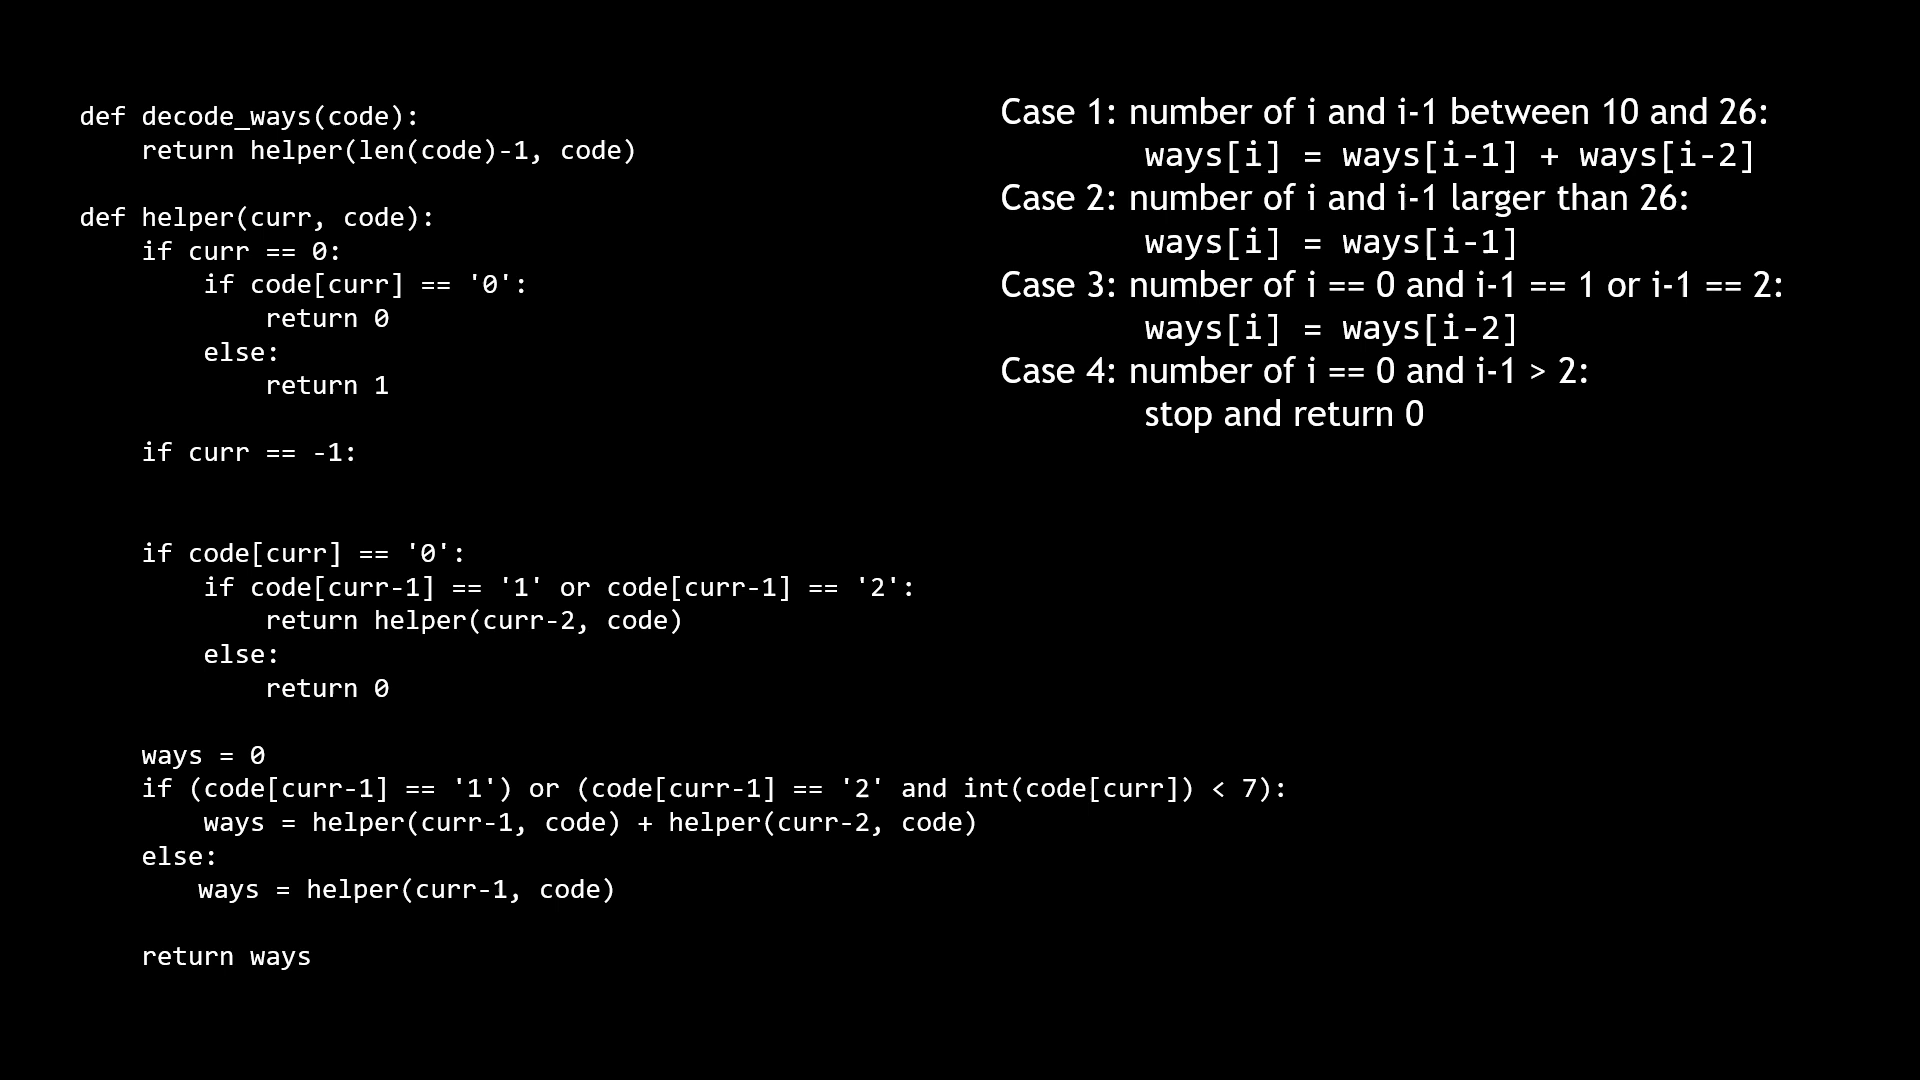 def decode_ways(code):
    return helper(len(code)-1, code)

def helper(curr, code):
    if curr == 0:
        if code[curr] == '0':
            return 0
        else:
            return 1

    if curr == -1:

    if code[curr] == '0':
        if code[curr-1] == '1' or code[curr-1] == '2':
            return helper(curr-2, code)
        else:
            return 0

    ways = 0
    if (code[curr-1] == '1') or (code[curr-1] == '2' and int(code[curr]) < 7):
        ways = helper(curr-1, code) + helper(curr-2, code)
    else:
        ways = helper(curr-1, code)

    return ways

Case 1: number of i and i-1 between 10 and 26:
        ways[i] = ways[i-1] + ways[i-2]
Case 2: number of i and i-1 larger than 26:
        ways[i] = ways[i-1]
Case 3: number of i == 0 and i-1 == 1 or i-1 == 2:
        ways[i] = ways[i-2]
Case 4: number of i == 0 and i-1 > 2:
        stop and return 0